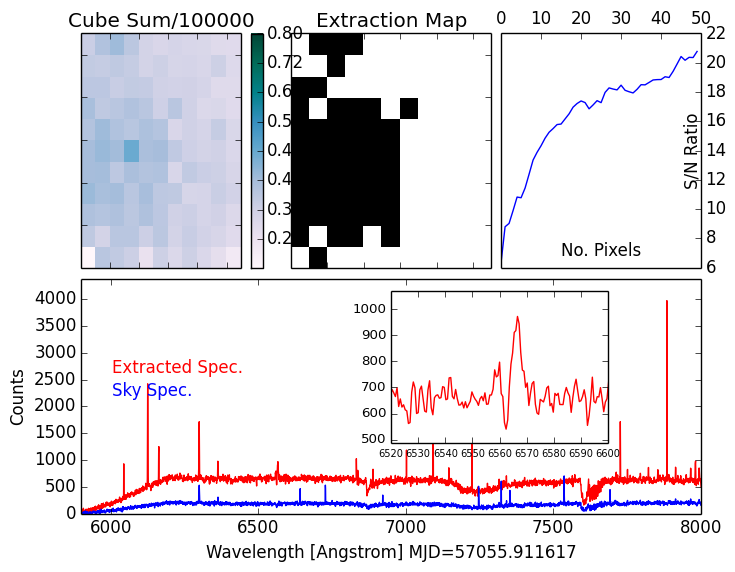 Cube Sum/100000
0.80
0.72
0.6
0.5
0.4
0.3
0.2
Extraction Map
0 10 20 30 40 50
22
20
18
16
14
12
10
8
6
S/N Ratio
No. Pixels
4000
3500
3000
2500
2000
1500
1000
500
0
Counts
Extracted Spec.
Sky Spec.
1000
900
800
700
600
500
6520 6530 6540 6550 6560 6570 6580 6590 6600
6000 6500 7000 7500 8000
Wavelength [Angstrom] MJD=57055.911617